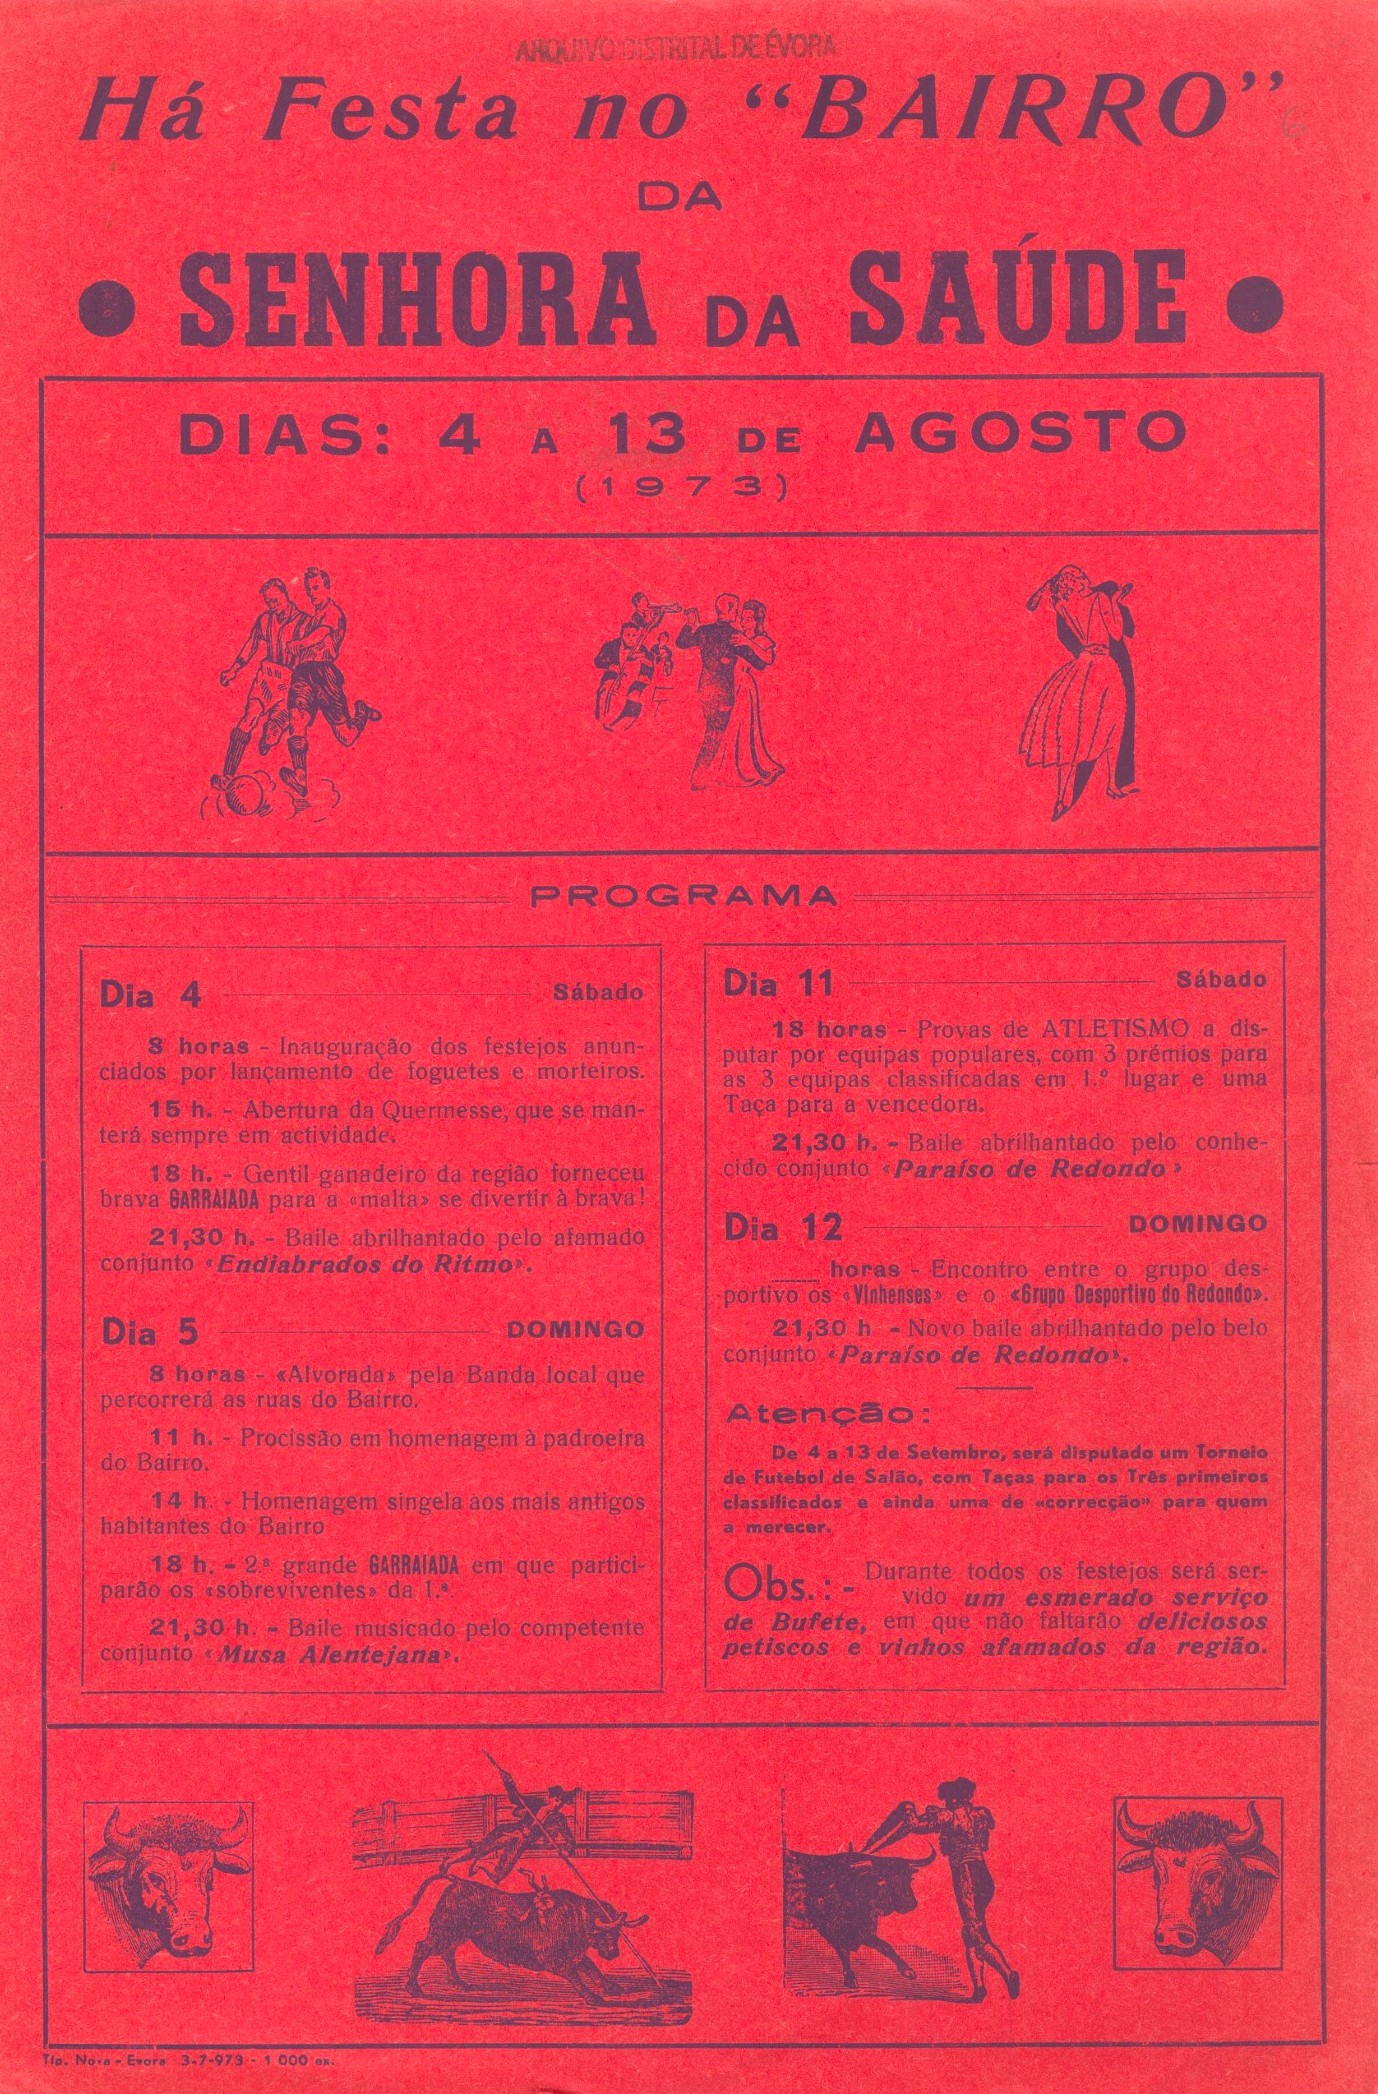 ARQUIVO DISTRITAL DE ÉVORA
Há Festa no “BAIRRO”
DA
• SENHORA DA SAÚDE •
DIAS: 4 A 13 DE AGOSTO
(1973)
PROGRAMA
Dia 4 Sábado
8 horas - Inauguração dos festejos anun-
ciados por lançamento de foguetes e morteiros.
15 h. - Abertura da Quermesse, que se man-
terá sempre em actividade.
18 h. - Gentil ganadeiro da região forneceu
brava GARRAIADA para a «malta» se divertir à brava!
21,30 h. - Baile abrilhantado pelo afamado
conjunto «Endiabrados do Ritmo».
Dia 5 DOMINGO
8 horas - «Alvorada» pela Banda local que
percorrerá as ruas do Bairro.
11 h. - Procissão em homenagem à padroeira
do Bairro.
14 h. - Homenagem singela aos mais antigos
habitantes do Bairro
18 h. - 2.ª grande GARRAIADA em que partici-
parão os «sobreviventes» da 1.ª.
21,30 h. - Baile musicado pelo competente
conjunto «Musa Alentejana».
Dia 11 Sábado
18 horas - Provas de ATLETISMO a dis-
putar por equipas populares, com 3 prémios para
as 3 equipas classificadas em 1.º lugar e uma
Taça para a vencedora.
21,30 h. - Baile abrilhantado pelo conhe-
cido conjunto «Paraíso de Redondo»
Dia 12 DOMINGO
____ horas - Encontro entre o grupo des-
portivo os «Vinhenses» e o «Grupo Desportivo do Redondo».
21,30 h - Novo baile abrilhantado pelo belo
conjunto «Paraíso de Redondo».
Atenção:
De 4 a 13 de Setembro, será disputado um Torneio
de Futebol de Salão, com Taças para os Três primeiros
classificados e ainda uma de «correcção» para quem
a merecer.
Obs.: - Durante todos os festejos será ser-
vido um esmerado serviço
de Bufete, em que não faltarão deliciosos
petiscos e vinhos afamados da região.
Tip. Nova - Evora 3-7-973 - 1 000 ex.